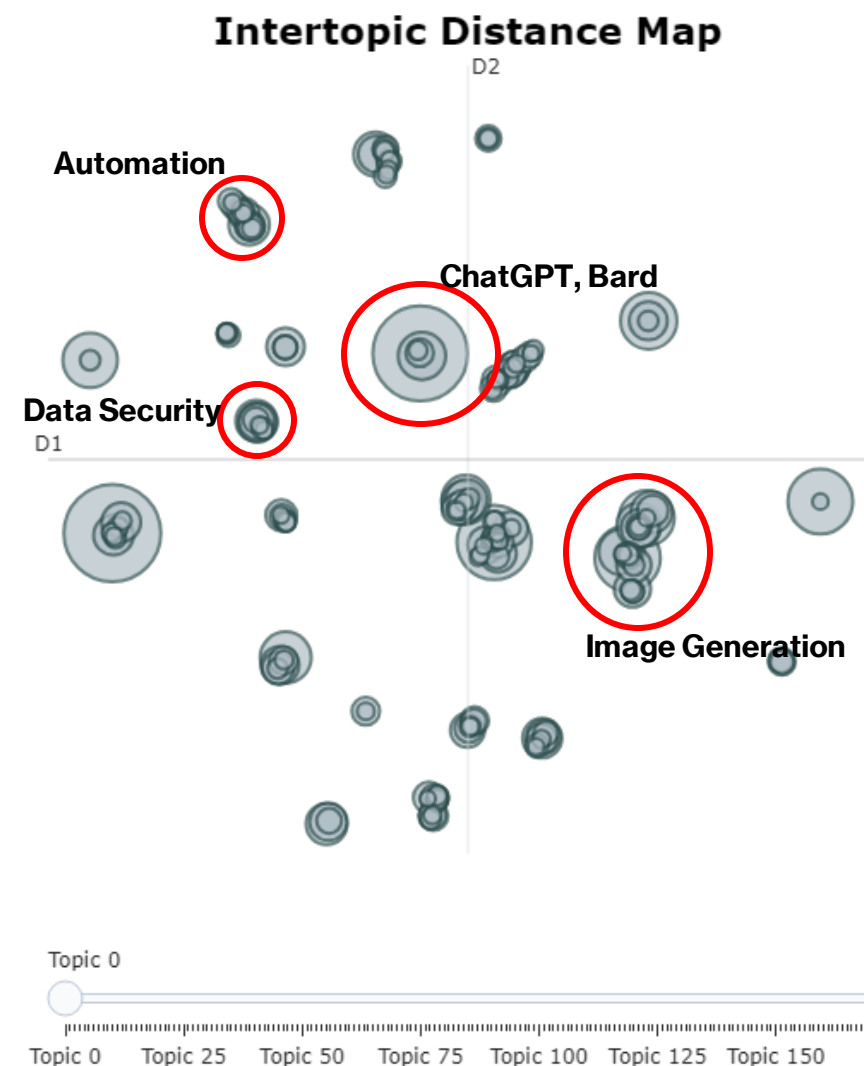 Intertopic Distance Map
D2
Automation
ChatGPT, Bard
Data Security
D1
Image Generation
Topic 0
Topic 0 Topic 25 Topic 50 Topic 75 Topic 100 Topic 125 Topic 150